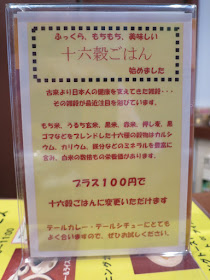 ふっくら、もちもち、美味しい
十六穀ごはん
始めました
古来より日本人の健康を支えてきた雑穀・・・
その雑穀が最近注目を浴びています。
もち米、うるち玄米、黒米、赤米、押し麦、黒
ゴマなどをブレンドした十六種の穀物はカルシ
ウム、カリウム、鉄分などのミネラルを豊富に
含み、白米の数倍もの栄養価があります。
プラス100円で
十六穀ごはんに変更いただけます
テールカレー・テールシチューにとても
よく合いますので、ぜひお試しください。